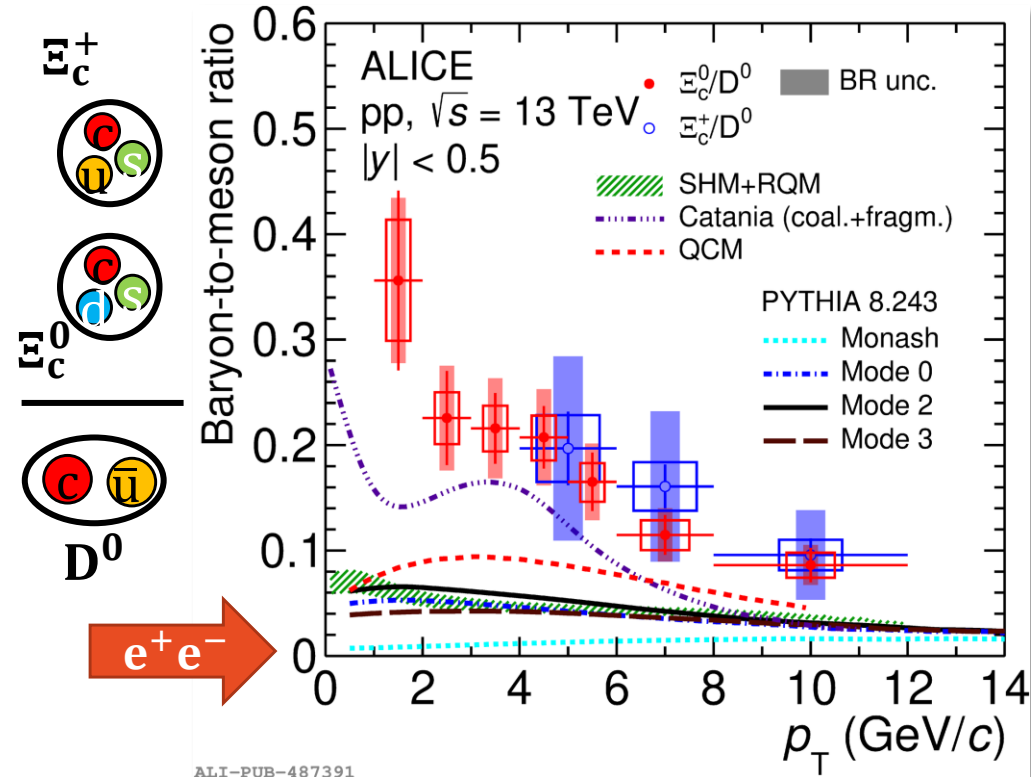 Ξc+
c
u
s
c
d
s
Ξc0
c
ū
D0
e+e−
Baryon-to-meson ratio
0.6
0.5
0.4
0.3
0.2
0.1
0
ALICE
pp, √s = 13 TeV
|y| < 0.5
Ξc0/D0
Ξc+/D0
BR unc.
SHM+RQM
Catania (coal.+fragm.)
QCM
PYTHIA 8.243
Monash
Mode 0
Mode 2
Mode 3
0 2 4 6 8 10 12 14
pT (GeV/c)
ALI-PUB-487391